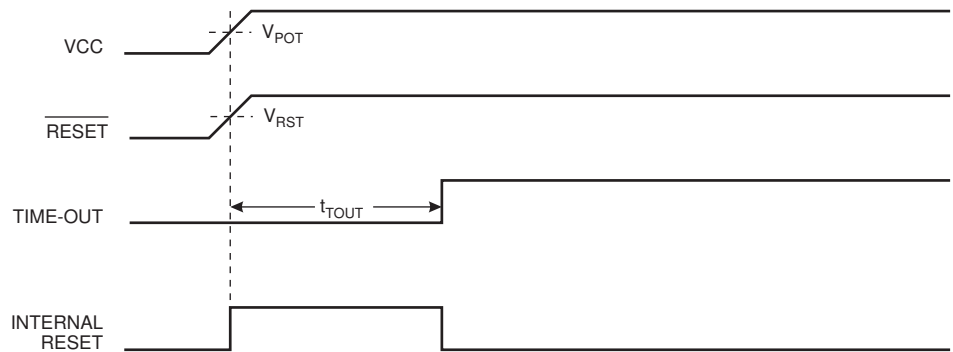 VCC
V_POT
RESET
V_RST
TIME-OUT
t_TOUT
INTERNAL
RESET